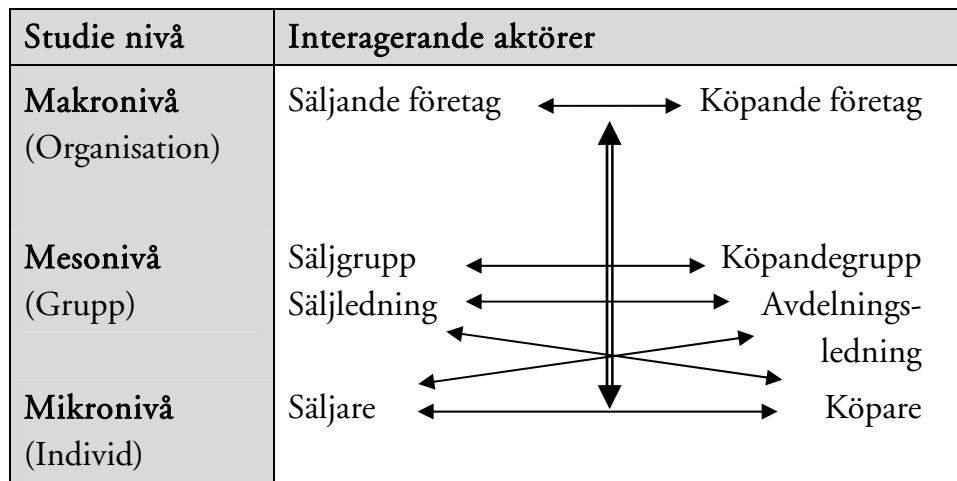 Studie nivå Interagerande aktörer
Makronivå Säljande företag Köpande företag
(Organisation)
Mesonivå Säljgrupp Köpandegrupp
(Grupp) Säljledning Avdelnings-
ledning
Mikronivå Säljare Köpare
(Individ)